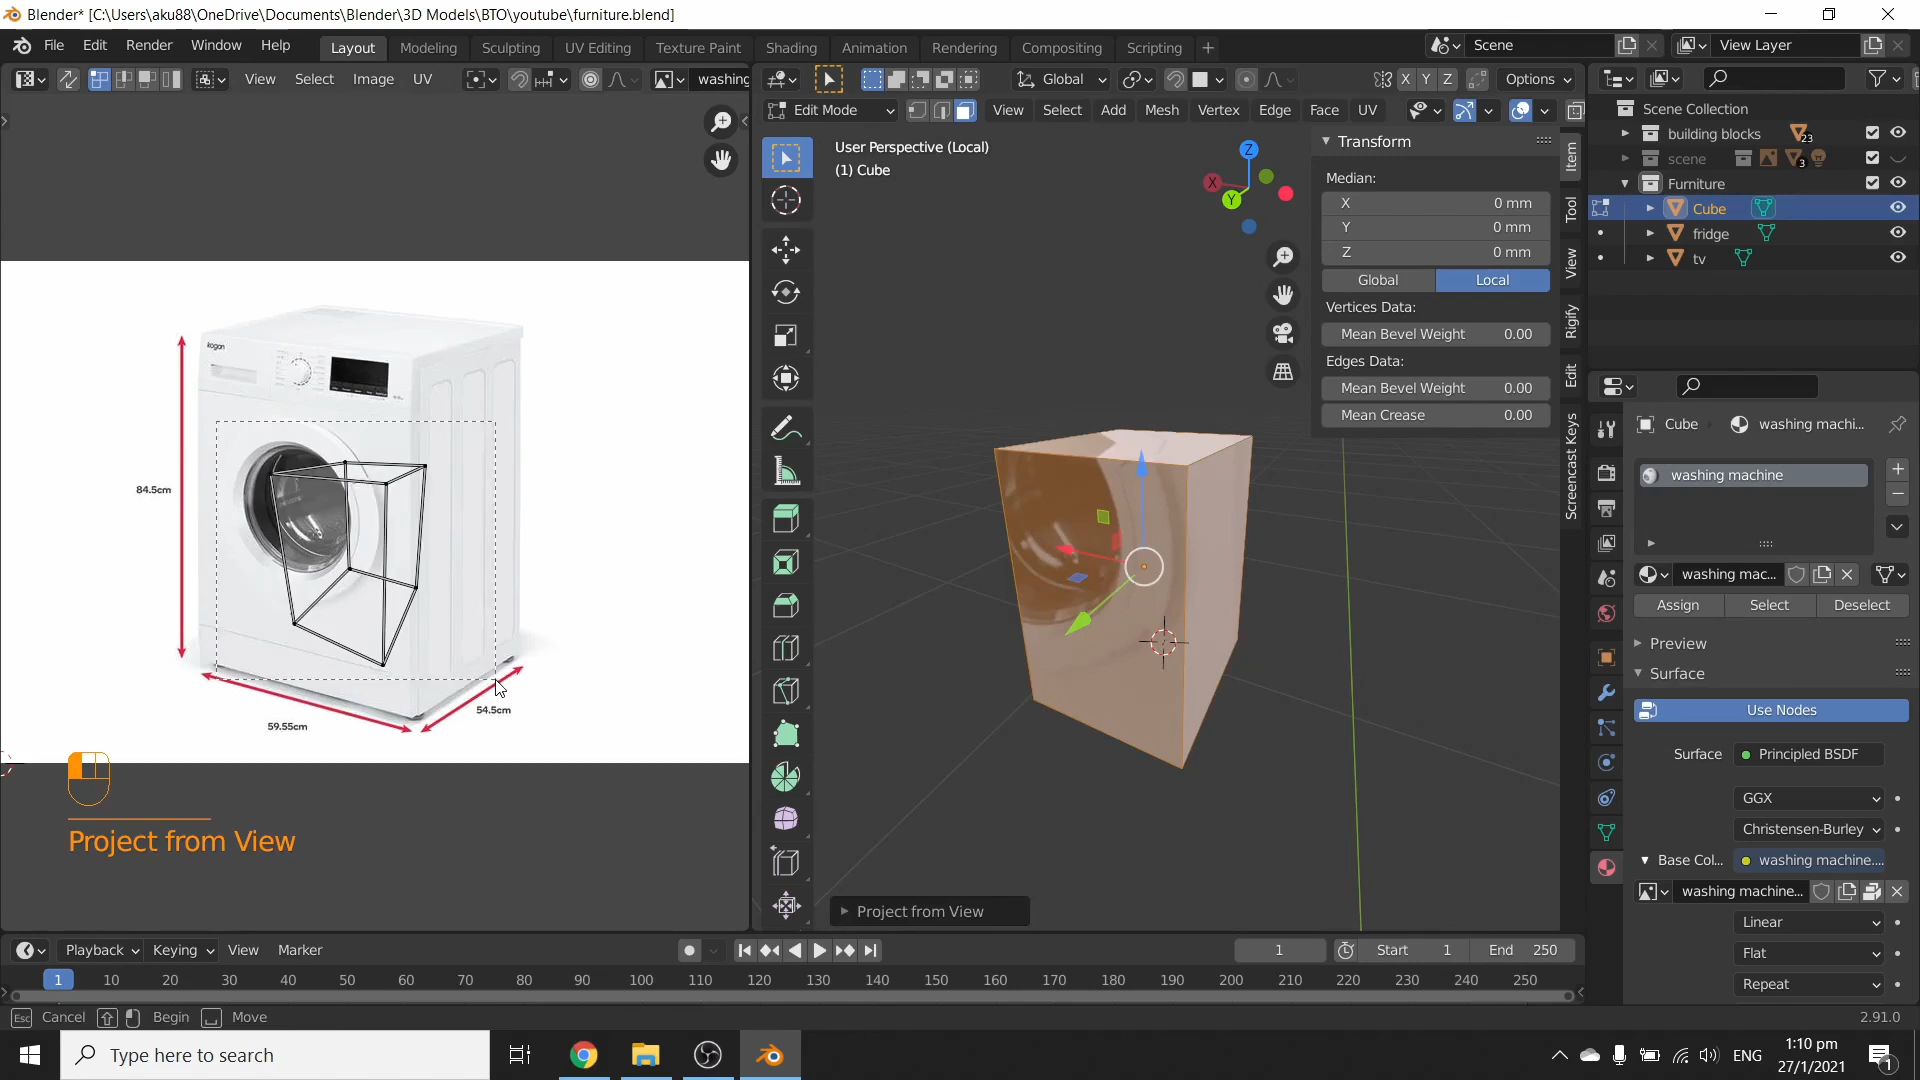 Blender* [C:\Users\aku88\OneDrive\Documents\Blender\3D Models\BTO\youtube\furniture.blend]
File Edit Render Window Help Layout Modeling Sculpting UV Editing Texture Paint Shading Animation Rendering Compositing Scripting + Scene View Layer
View Select Image UV washing Global X Y Z Options
Edit Mode View Select Add Mesh Vertex Edge Face UV
User Perspective (Local)
(1) Cube
Z
X
Y
Transform
Median:
X 0 mm
Y 0 mm
Z 0 mm
Global Local
Vertices Data:
Mean Bevel Weight 0.00
Edges Data:
Mean Bevel Weight 0.00
Mean Crease 0.00
Item
Tool
View
Rigify
Edit
Screencast Keys
Scene Collection
building blocks 23
scene 3
Furniture
Cube
fridge
tv
Cube washing machi...
washing machine
washing mac...
Assign Select Deselect
Preview
Surface
Use Nodes
Surface Principled BSDF
GGX
Christensen-Burley
Base Col... washing machine....
washing machine...
Linear
Flat
Repeat
kogan
84.5cm
59.55cm
54.5cm
Project from View
Project from View
Playback Keying View Marker 1 Start 1 End 250
1 10 20 30 40 50 60 70 80 90 100 110 120 130 140 150 160 170 180 190 200 210 220 230 240 250
Esc Cancel Begin Move 2.91.0
Type here to search
ENG
1:10 pm
27/1/2021
1